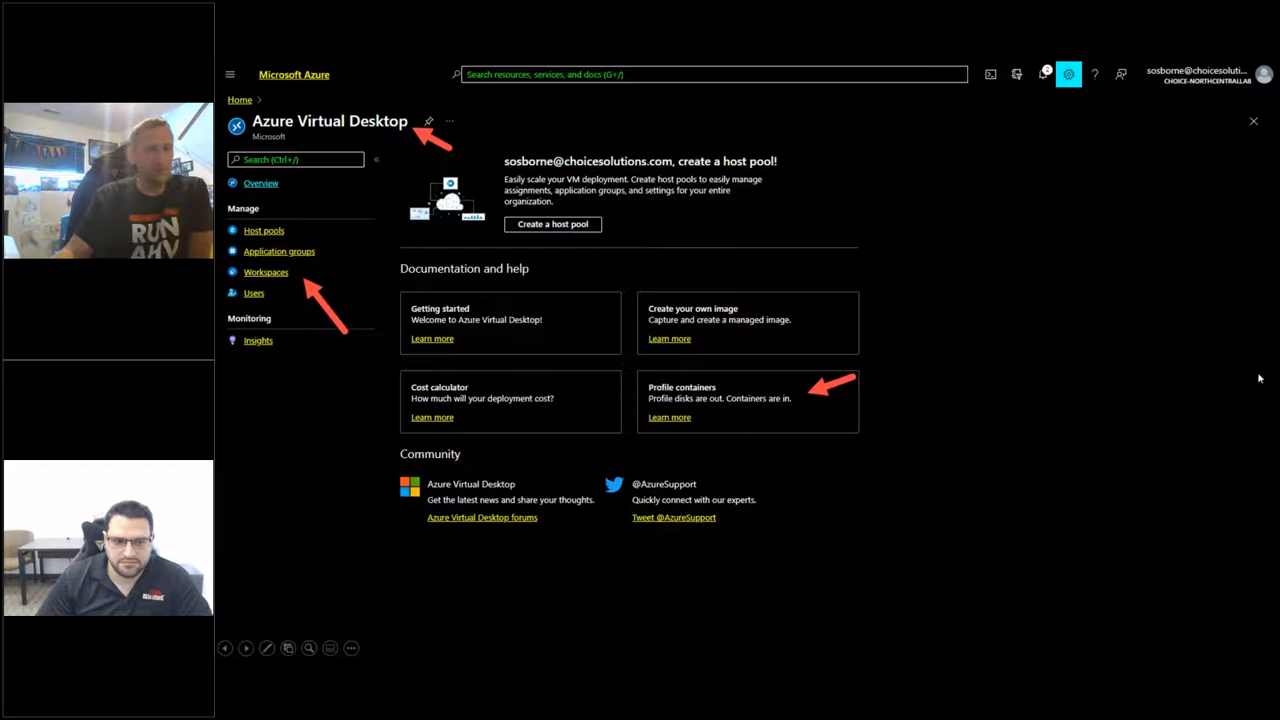 Microsoft Azure
Search resources, services, and docs (G+/)
2
sosborne@choicesoluti...
CHOICE-NORTHCENTRALLAB
Home
Azure Virtual Desktop
Microsoft
Search (Ctrl+/)
Overview
Manage
Host pools
Application groups
Workspaces
Users
Monitoring
Insights
sosborne@choicesolutions.com, create a host pool!
Easily scale your VM deployment. Create host pools to easily manage
assignments, application groups, and settings for your entire
organization.
Create a host pool
Documentation and help
Getting started
Welcome to Azure Virtual Desktop!
Learn more
Create your own image
Capture and create a managed image.
Learn more
Cost calculator
How much will your deployment cost?
Learn more
Profile containers
Profile disks are out. Containers are in.
Learn more
Community
Azure Virtual Desktop
Get the latest news and share your thoughts.
Azure Virtual Desktop forums
@AzureSupport
Quickly connect with our experts.
Tweet @AzureSupport
RUN
AHV